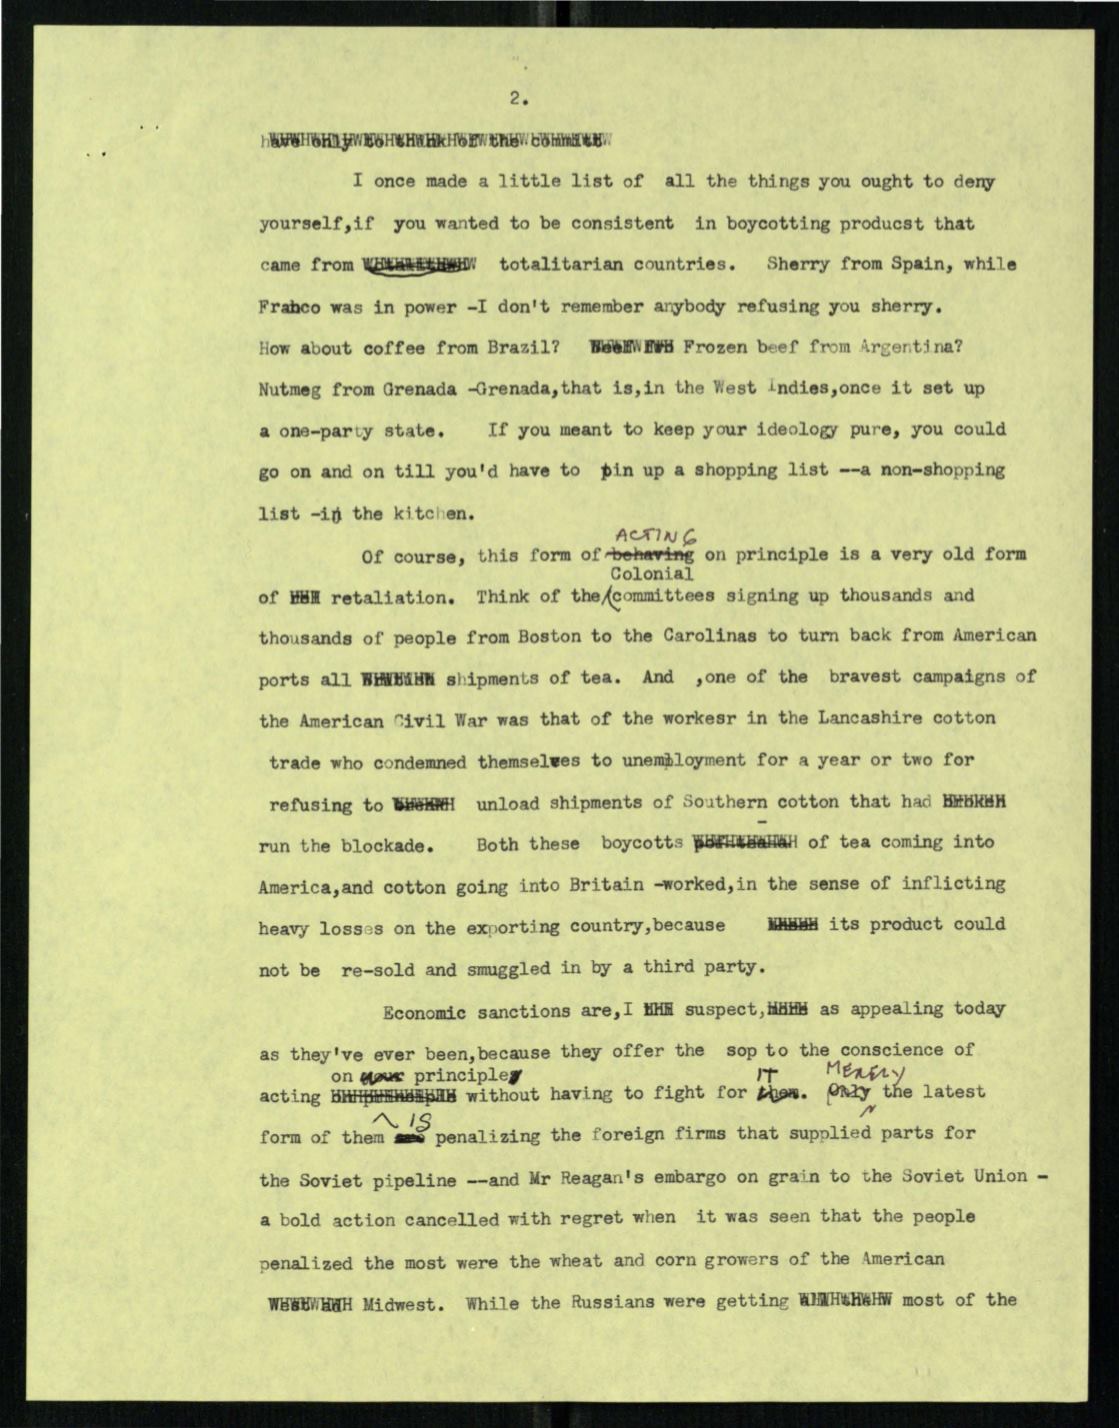 2.
have only to think of the committ
I once made a little list of all the things you ought to deny
yourself,if you wanted to be consistent in boycotting producst that
came from totalitarian countries. Sherry from Spain, while
Franco was in power -I don't remember anybody refusing you sherry.
How about coffee from Brazil? Frozen beef from Argentina?
Nutmeg from Grenada -Grenada,that is,in the West Indies,once it set up
a one-party state. If you meant to keep your ideology pure, you could
go on and on till you'd have to pin up a shopping list --a non-shopping
list -in the kitchen.
ACTING
Of course, this form of behaving on principle is a very old form
Colonial
of retaliation. Think of the committees signing up thousands and
thousands of people from Boston to the Carolinas to turn back from American
ports all shipments of tea. And ,one of the bravest campaigns of
the American Civil War was that of the workesr in the Lancashire cotton
trade who condemned themselves to unemployment for a year or two for
refusing to unload shipments of Southern cotton that had broken
run the blockade. Both these boycotts of tea coming into
America,and cotton going into Britain -worked,in the sense of inflicting
heavy losses on the exporting country,because its product could
not be re-sold and smuggled in by a third party.
Economic sanctions are,I suspect, as appealing today
as they've ever been,because they offer the sop to the conscience of
on your principle IT MERELY
acting without having to fight for them. Only the latest
IS
form of them penalizing the foreign firms that supplied parts for
the Soviet pipeline --and Mr Reagan's embargo on grain to the Soviet Union -
a bold action cancelled with regret when it was seen that the people
penalized the most were the wheat and corn growers of the American
Midwest. While the Russians were getting most of the